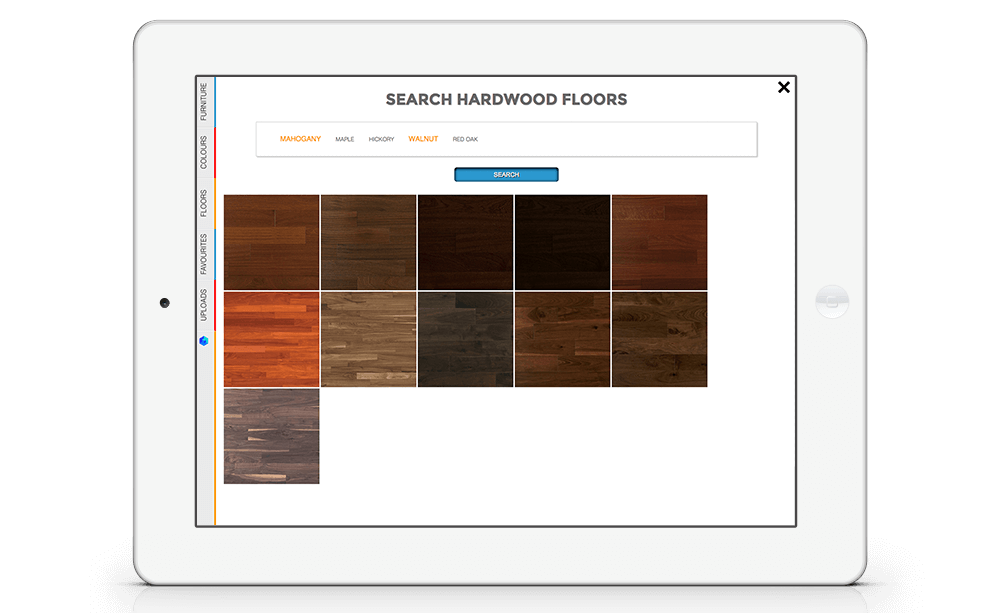 SEARCH HARDWOOD FLOORS
MAHOGANY MAPLE HICKORY WALNUT RED OAK
SEARCH
FURNITURE
COLOURS
FLOORS
FAVOURITES
UPLOADS